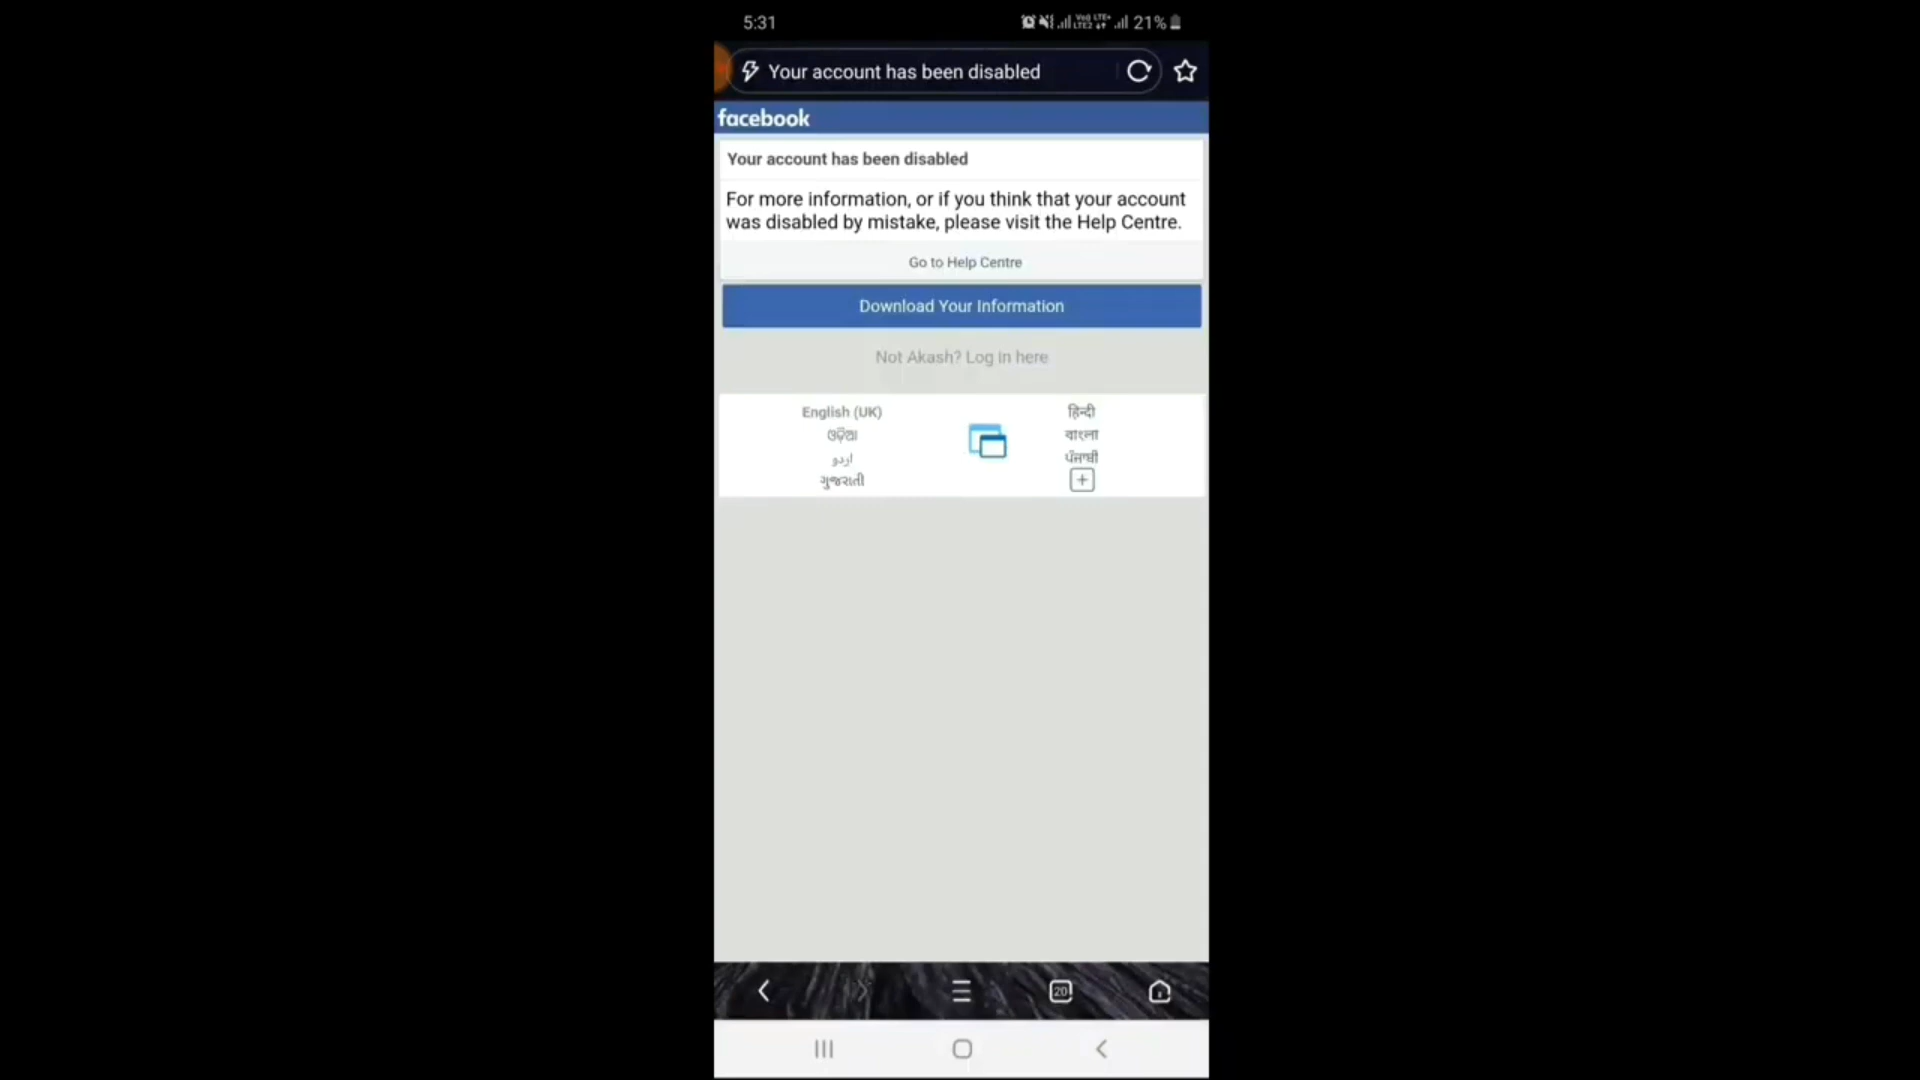 5:31
21%
Your account has been disabled
facebook
Your account has been disabled
For more information, or if you think that your account
was disabled by mistake, please visit the Help Centre.
Go to Help Centre
Download Your Information
Not Akash? Log in here
English (UK)
हिन्दी
ଓଡ଼ିଆ
বাংলা
اردو
ਪੰਜਾਬੀ
ગુજરાતી
+
20